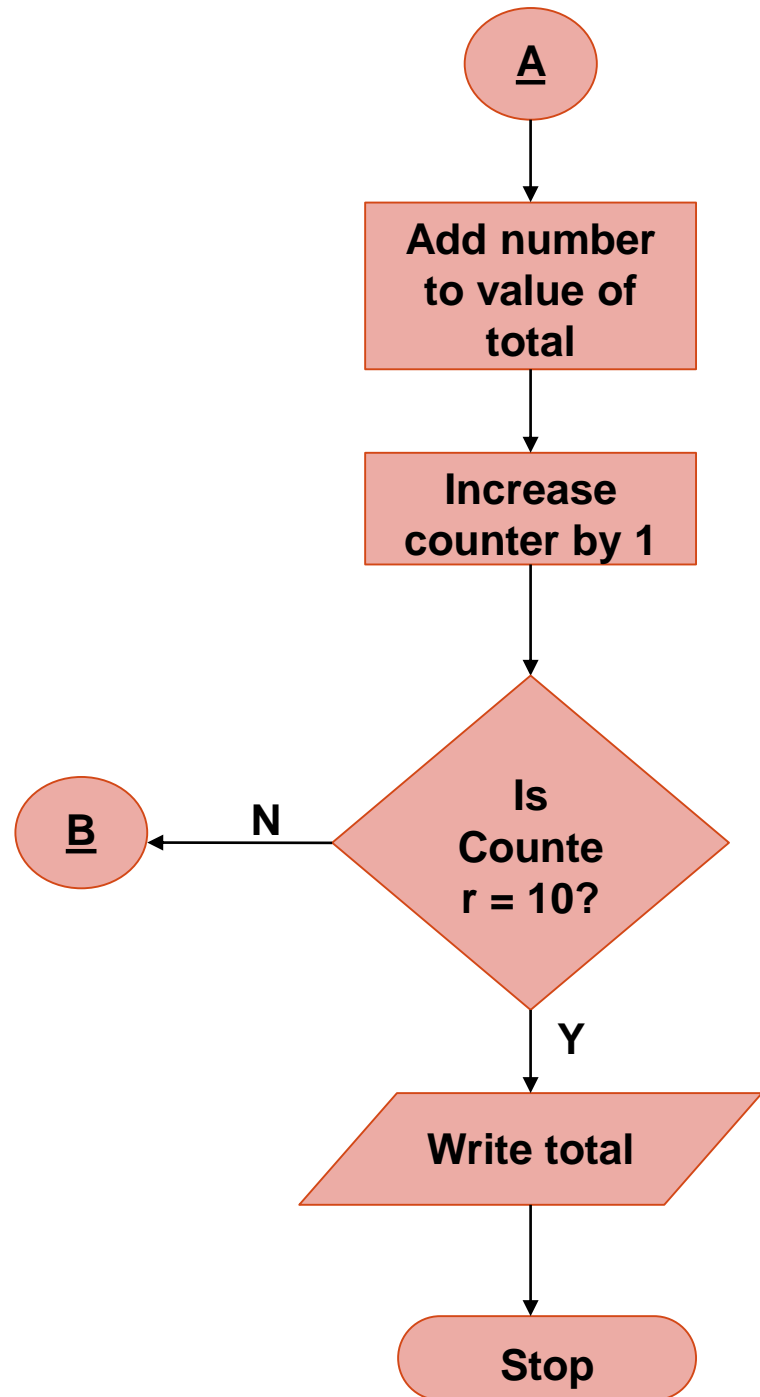 A
Add number
to value of
total
Increase
counter by 1
Is
Counte
r = 10?
N
B
Y
Write total
Stop